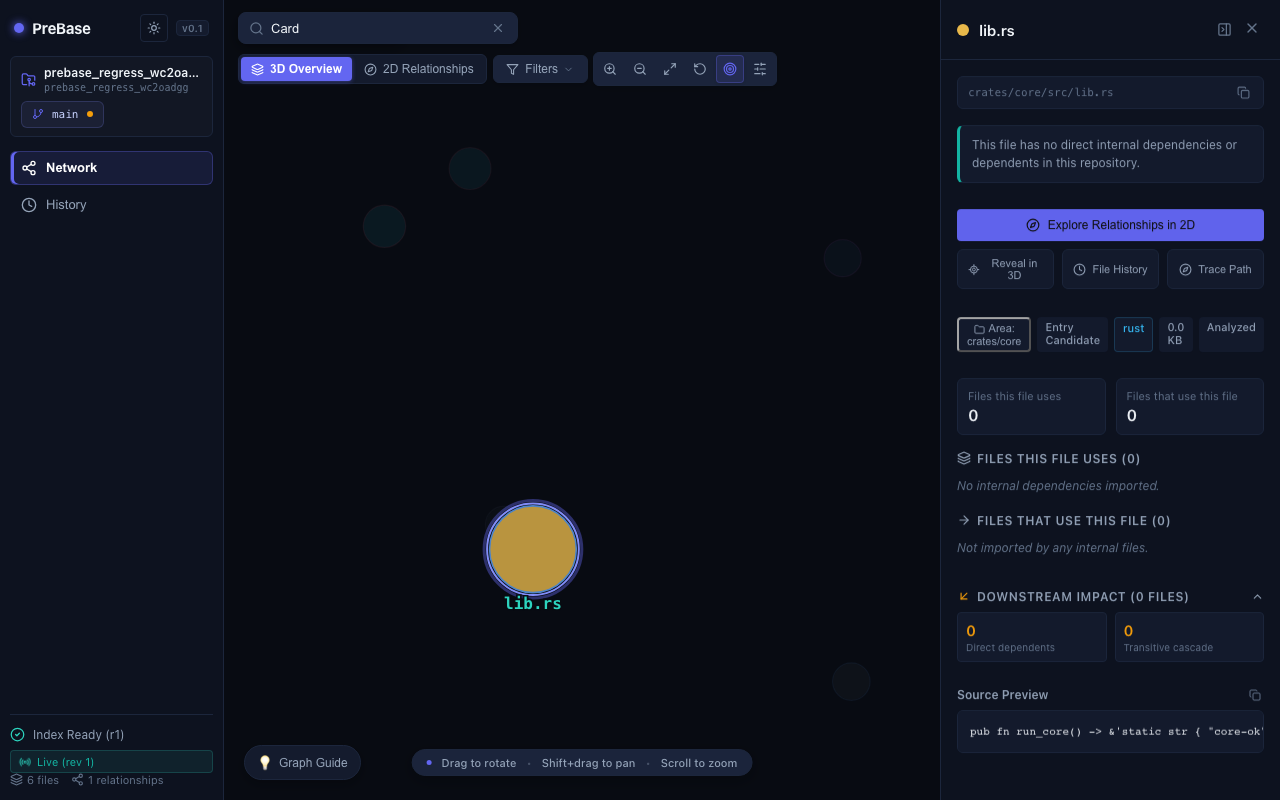 PreBase
v0.1
prebase_regress_wc2oa...
prebase_regress_wc2oadgg
main
Network
History
Index Ready (r1)
Live (rev 1)
6 files
1 relationships
Card
3D Overview
2D Relationships
Filters
lib.rs
Graph Guide
Drag to rotate · Shift+drag to pan · Scroll to zoom
lib.rs
crates/core/src/lib.rs
This file has no direct internal dependencies or
dependents in this repository.
Explore Relationships in 2D
Reveal in
3D
File History
Trace Path
Area:
crates/core
Entry
Candidate
rust
0.0
KB
Analyzed
Files this file uses
0
Files that use this file
0
FILES THIS FILE USES (0)
No internal dependencies imported.
FILES THAT USE THIS FILE (0)
Not imported by any internal files.
DOWNSTREAM IMPACT (0 FILES)
0
Direct dependents
0
Transitive cascade
Source Preview
pub fn run_core() -> &'static str { "core-ok"